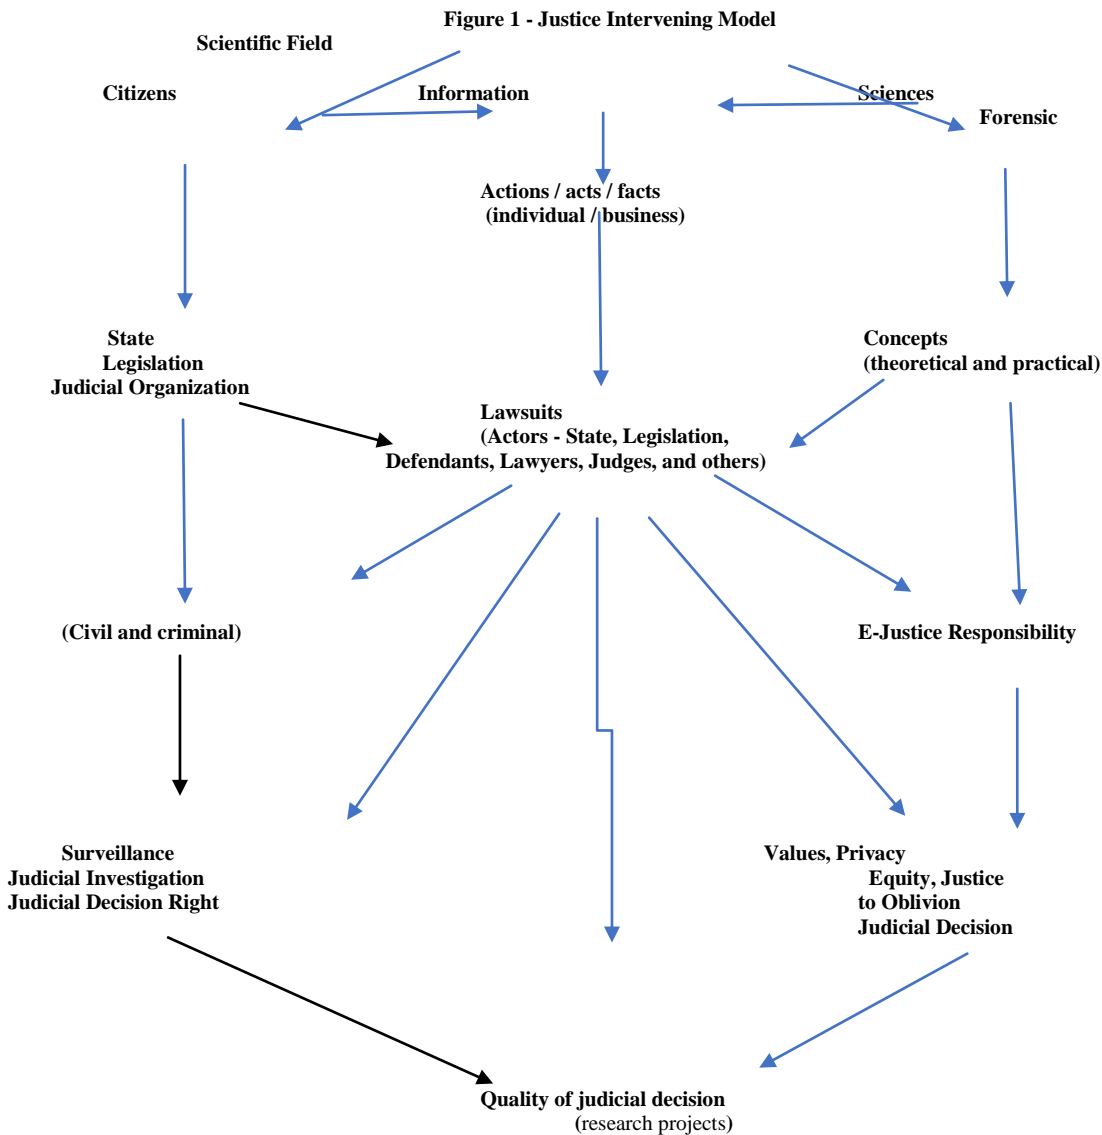 Figure 1 - Justice Intervening Model
Scientific Field
Citizens
Information
Sciences
Forensic
Actions / acts / facts
(individual / business)
State
Legislation
Judicial Organization
Concepts
(theoretical and practical)
Lawsuits
(Actors - State, Legislation,
Defendants, Lawyers, Judges, and others)
(Civil and criminal)
E-Justice Responsibility
Surveillance
Judicial Investigation
Judicial Decision Right
Values, Privacy
Equity, Justice
to Oblivion
Judicial Decision
Quality of judicial decision
(research projects)